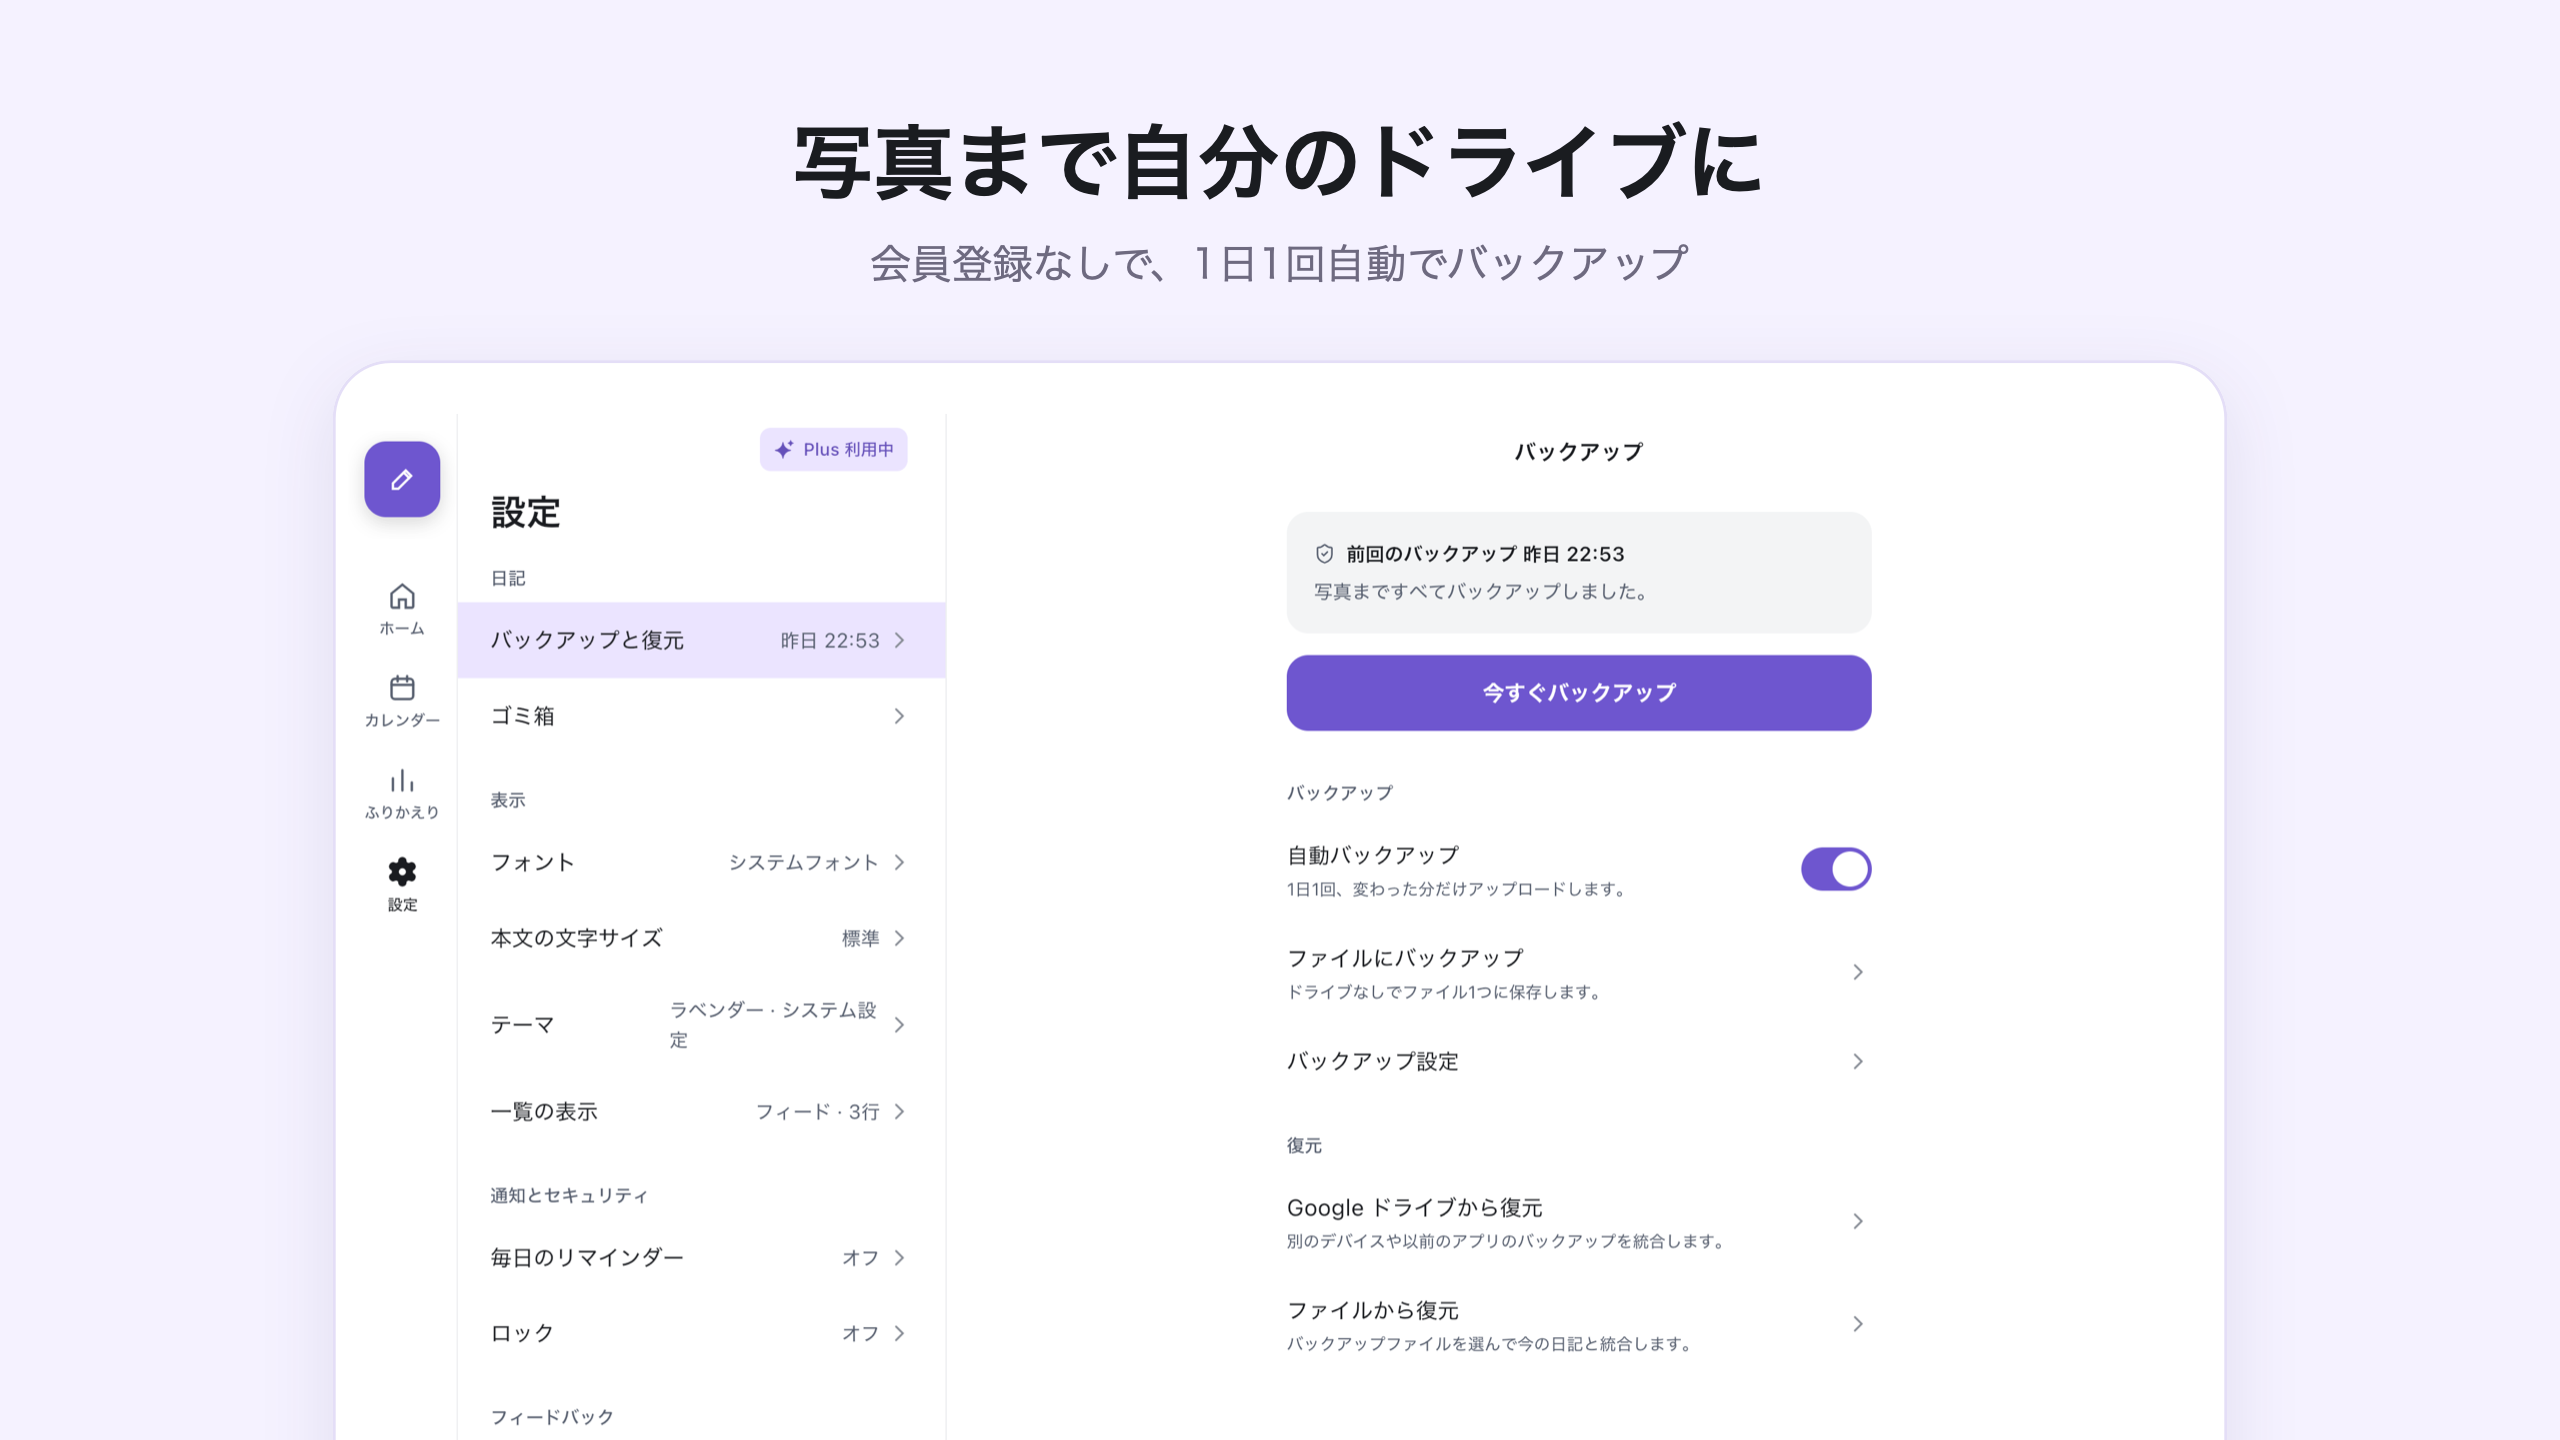 写真まで自分のドライブに
会員登録なしで、1日1回自動でバックアップ
ホーム
カレンダー
ふりかえり
設定
Plus 利用中
設定
日記
バックアップと復元 昨日 22:53
ゴミ箱
表示
フォント システムフォント
本文の文字サイズ 標準
テーマ ラベンダー · システム設
定
一覧の表示 フィード · 3行
通知とセキュリティ
毎日のリマインダー オフ
ロック オフ
フィードバック
バックアップ
前回のバックアップ 昨日 22:53
写真まですべてバックアップしました。
今すぐバックアップ
バックアップ
自動バックアップ
1日1回、変わった分だけアップロードします。
ファイルにバックアップ
ドライブなしでファイル1つに保存します。
バックアップ設定
復元
Google ドライブから復元
別のデバイスや以前のアプリのバックアップを統合します。
ファイルから復元
バックアップファイルを選んで今の日記と統合します。